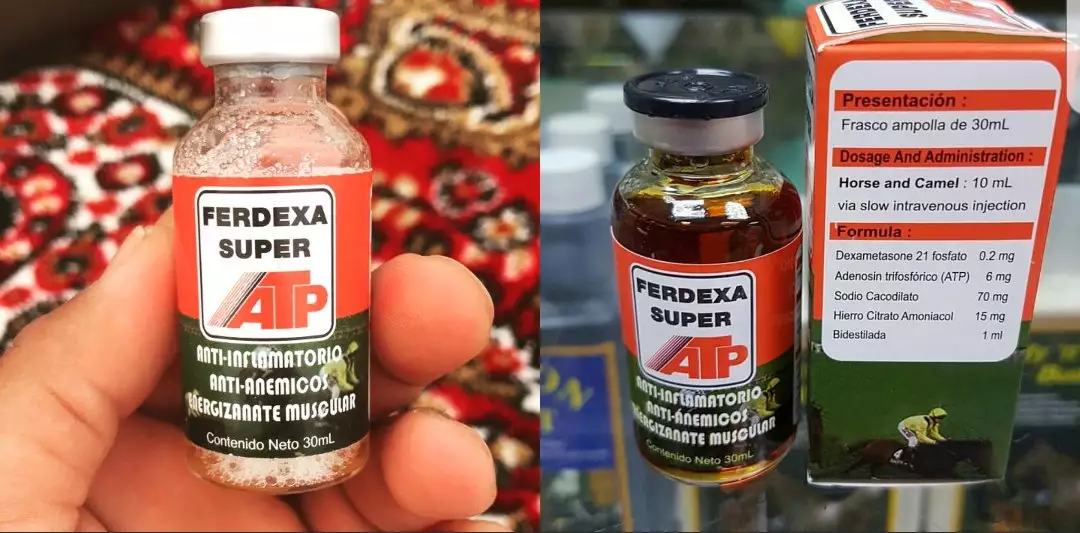 FERDEXA
SUPER
ATP
ANTI-INFLAMATORIO
ANTI-ANEMICOS
ENERGIZANATE MUSCULAR
Contenido Neto 30mL
FERDEXA
SUPER
ATP
ANTI-INFLAMATORIO
ANTI-ÁNEMICOS
ENERGIZANATE MUSCULAR
Contenido Neto 30mL
Presentación :
Frasco ampolla de 30mL
Dosage And Administration :
Horse and Camel : 10 mL
via slow intravenous injection
Formula :
Dexametasone 21 fosfato 0.2 mg
Adenosin trifosfórico (ATP) 6 mg
Sodio Cacodilato 70 mg
Hierro Citrato Amoniacol 15 mg
Bidestilada 1 ml